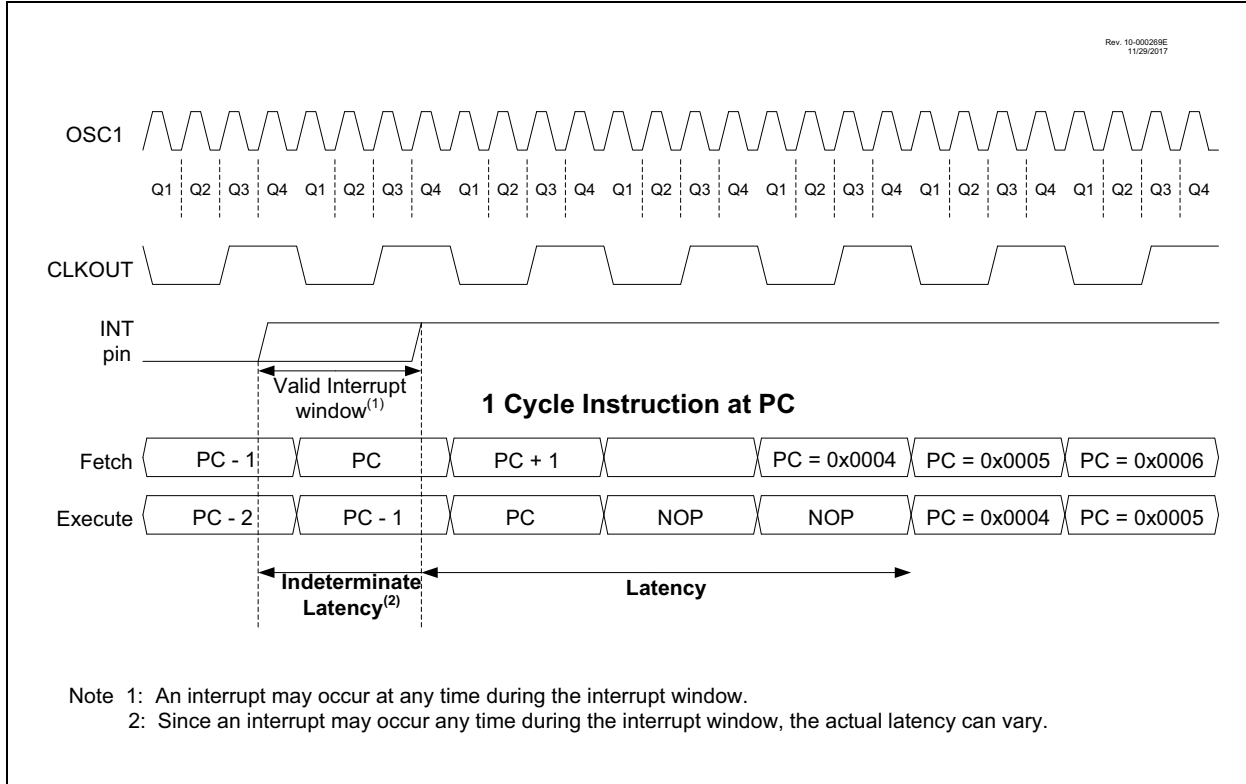 Rev. 10-000269E
11/29/2017
OSC1
Q1 Q2 Q3 Q4 Q1 Q2 Q3 Q4 Q1 Q2 Q3 Q4 Q1 Q2 Q3 Q4 Q1 Q2 Q3 Q4 Q1 Q2 Q3 Q4 Q1 Q2 Q3 Q4
CLKOUT
INT
pin
Valid Interrupt
window(1)
1 Cycle Instruction at PC
Fetch PC - 1 PC PC + 1 PC = 0x0004 PC = 0x0005 PC = 0x0006
Execute PC - 2 PC - 1 PC NOP NOP PC = 0x0004 PC = 0x0005
Indeterminate
Latency(2)
Latency
Note 1: An interrupt may occur at any time during the interrupt window.
2: Since an interrupt may occur any time during the interrupt window, the actual latency can vary.